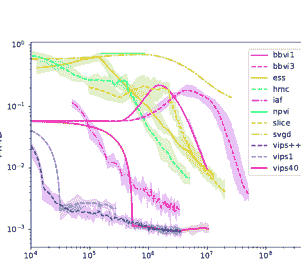 10⁰
10⁻¹
10⁻²
10⁻³
10⁴
10⁵
10⁶
10⁷
10⁸
bbvi1
bbvi3
ess
hmc
iaf
npvi
slice
svgd
vips++
vips1
vips40